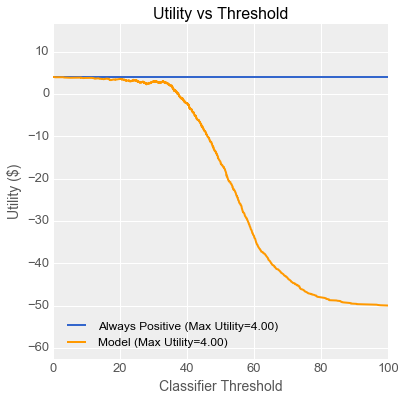 Utility vs Threshold
10
0
−10
−20
−30
−40
−50
−60
Utility ($)
Always Positive (Max Utility=4.00)
Model (Max Utility=4.00)
0 20 40 60 80 100
Classifier Threshold